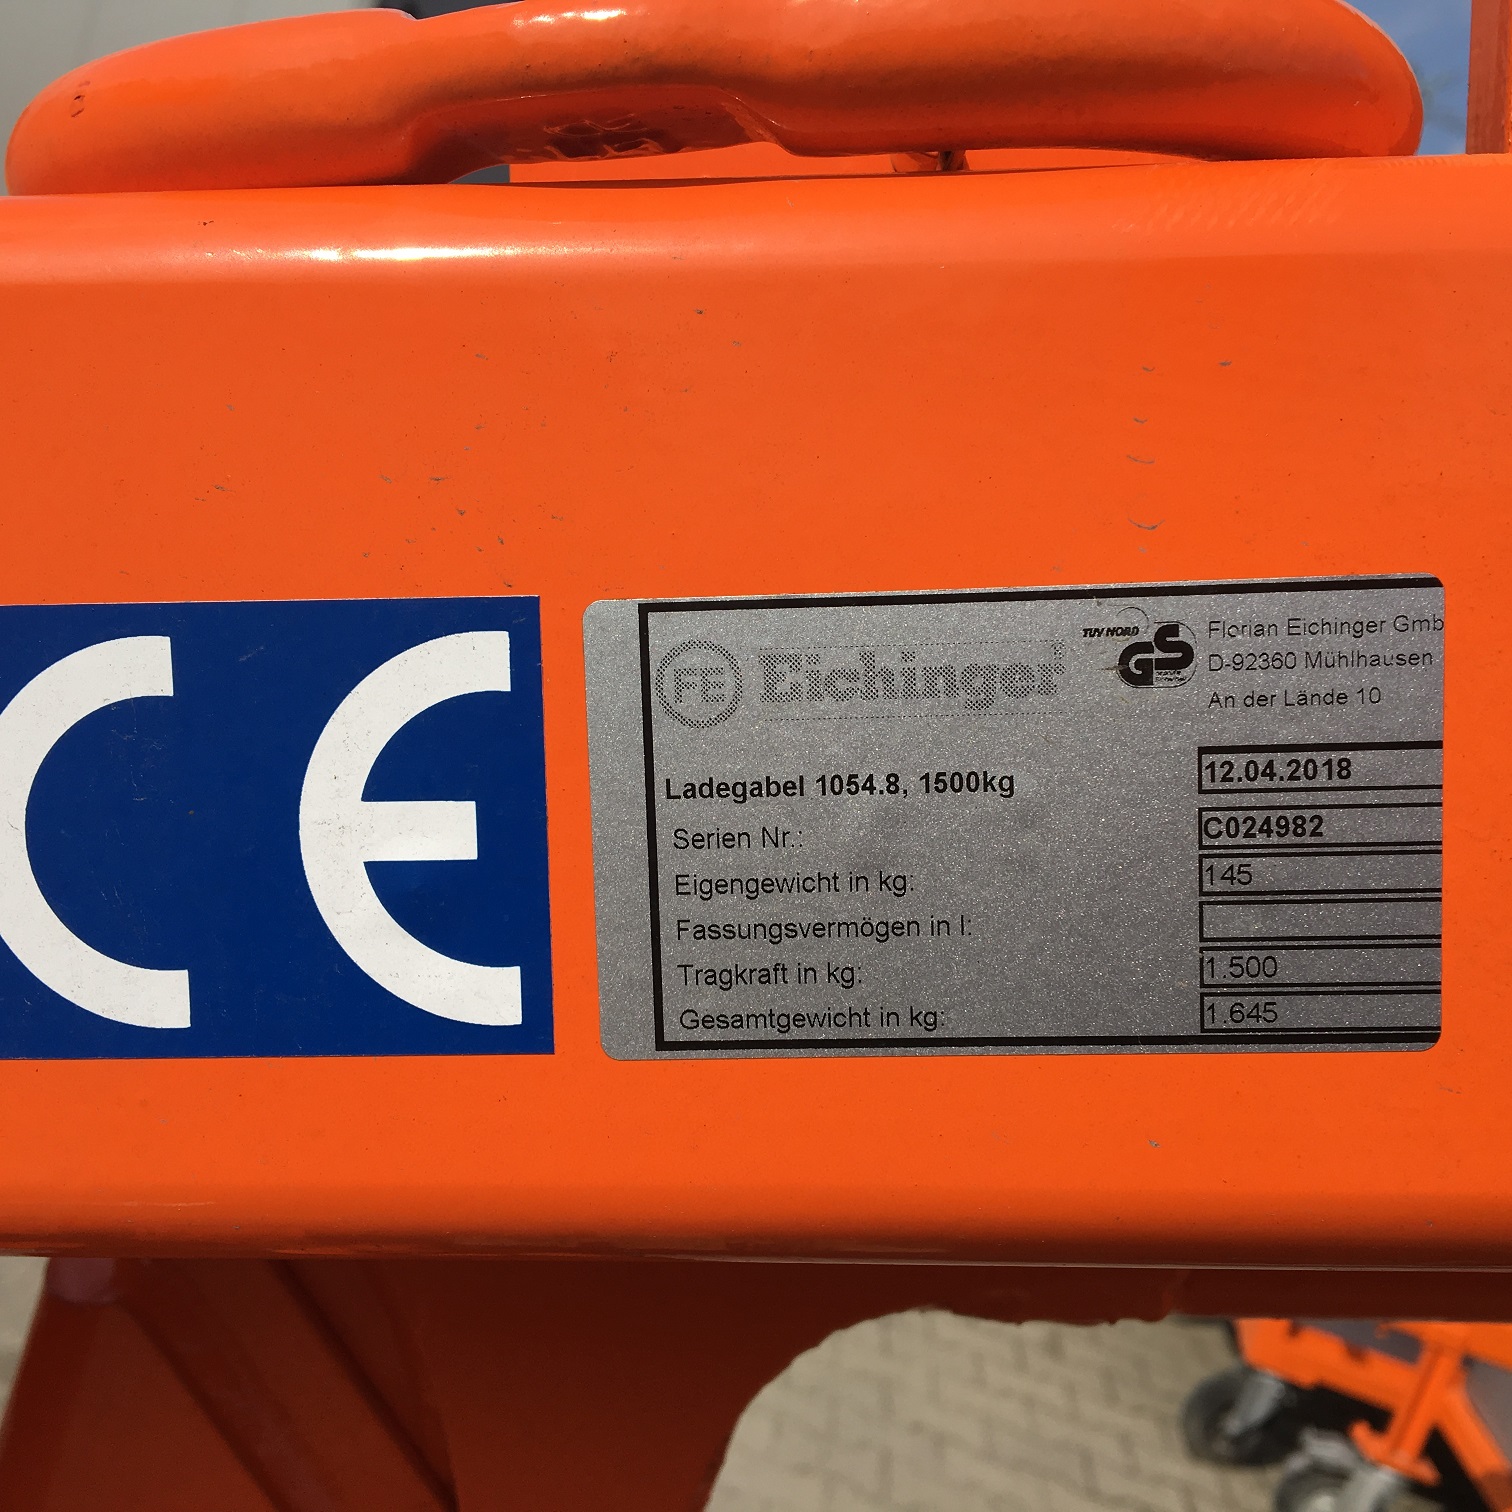 CE
FE Eichinger
TUV NORD
GS
Florian Eichinger Gmb
D-92360 Mühlhausen
An der Lände 10
Ladegabel 1054.8, 1500kg 12.04.2018
Serien Nr.: C024982
Eigengewicht in kg: 145
Fassungsvermögen in l:
Tragkraft in kg: 1.500
Gesamtgewicht in kg: 1.645